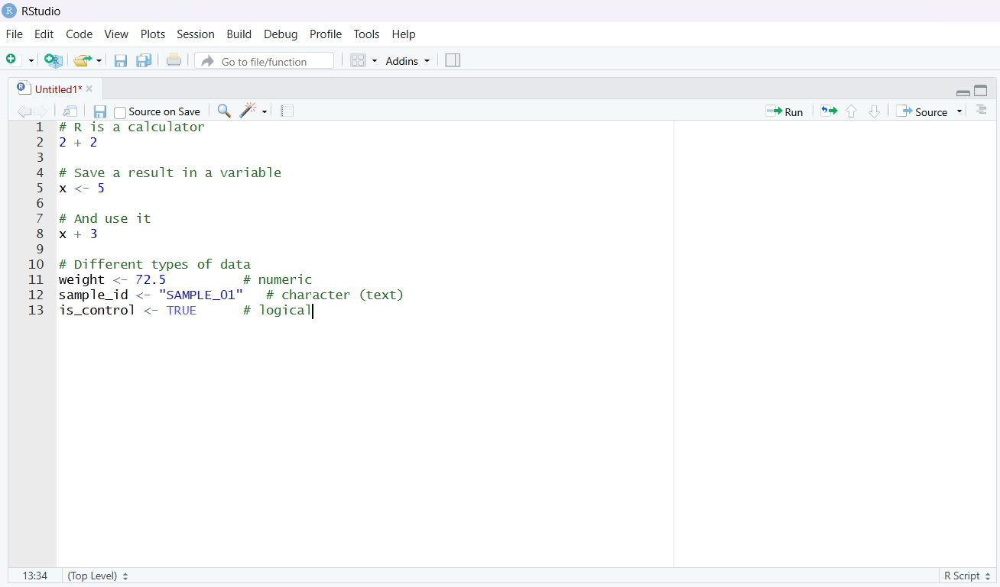 R RStudio
File Edit Code View Plots Session Build Debug Profile Tools Help
Go to file/function Addins
Untitled1*
Source on Save Run Source
1 # R is a calculator
2 2 + 2
3
4 # Save a result in a variable
5 x <- 5
6
7 # And use it
8 x + 3
9
10 # Different types of data
11 weight <- 72.5          # numeric
12 sample_id <- "SAMPLE_01"   # character (text)
13 is_control <- TRUE      # logical
13:34 (Top Level) R Script